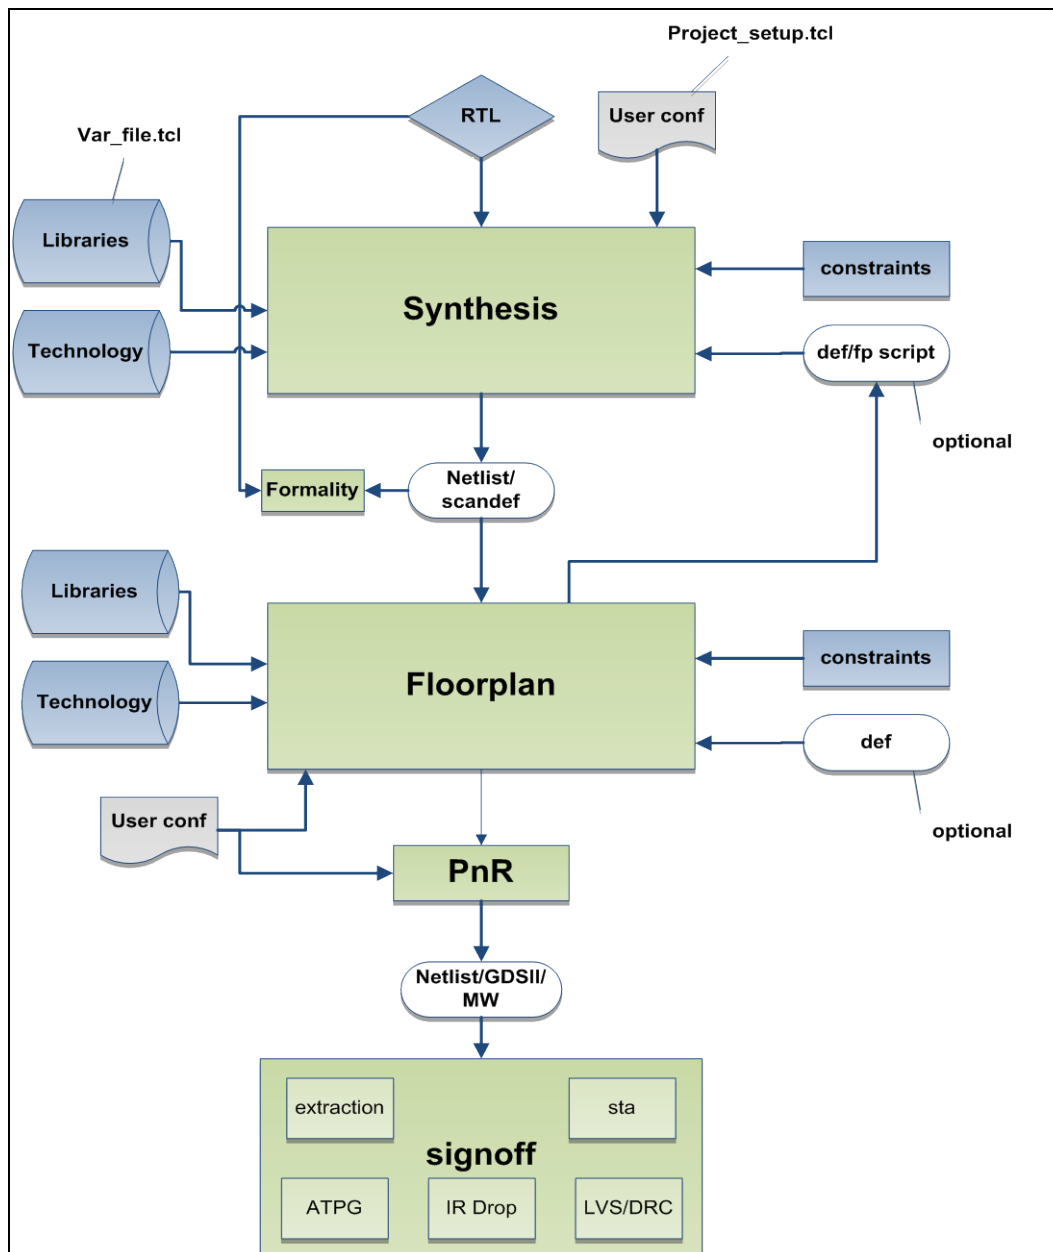 Project_setup.tcl
RTL
User conf
Var_file.tcl
Libraries
constraints
Synthesis
Technology
def/fp script
optional
Formality
Netlist/
scandef
Libraries
constraints
Floorplan
Technology
def
User conf
optional
PnR
Netlist/GDSII/
MW
extraction
sta
signoff
ATPG
IR Drop
LVS/DRC